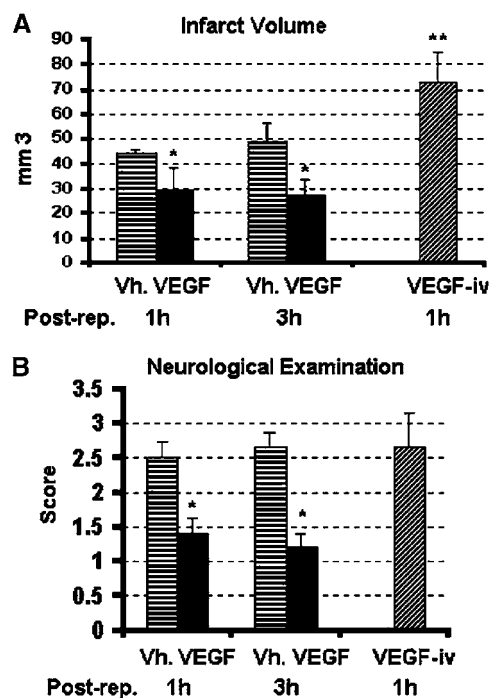 A
Infarct Volume
90
80
70
60
50
40
30
20
10
0
mm 3
*
*
**
Vh. VEGF Vh. VEGF VEGF-iv
Post-rep. 1h 3h 1h
B
Neurological Examination
3.5
3
2.5
2
1.5
1
0.5
0
Score
*
*
Vh. VEGF Vh. VEGF VEGF-iv
Post-rep. 1h 3h 1h